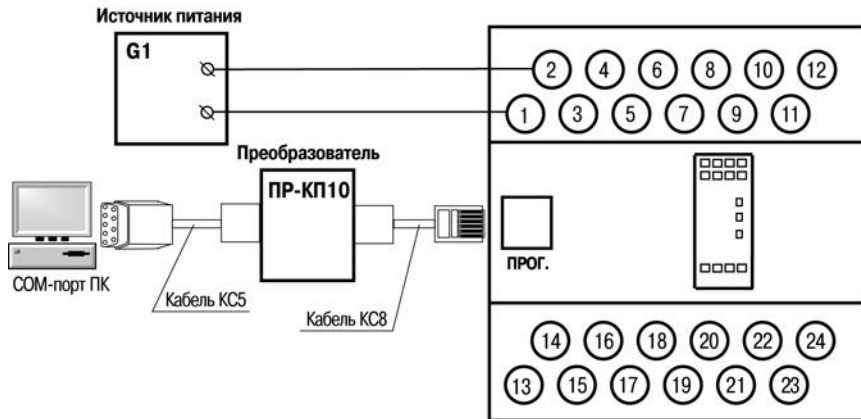 Источник питания
G1
2 4 6 8 10 12
1 3 5 7 9 11
Преобразователь
ПР-КП10
ПРОГ.
COM-порт ПК
Кабель КС5
Кабель КС8
14 16 18 20 22 24
13 15 17 19 21 23